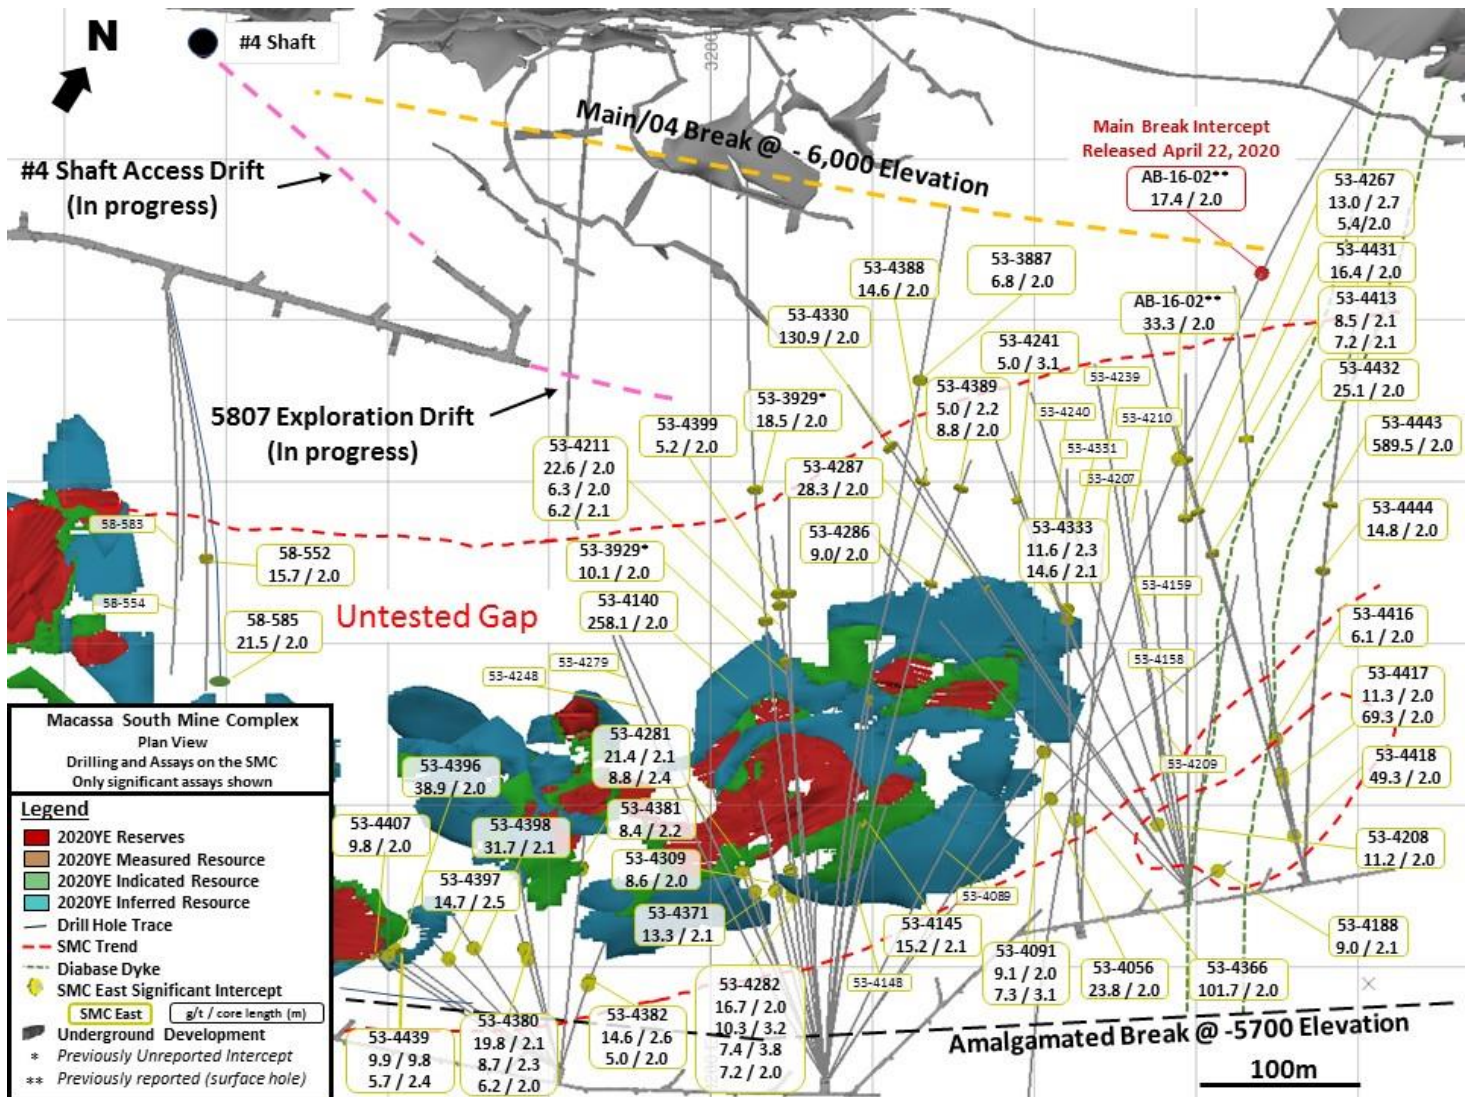 N
#4 Shaft
3200
Main/04 Break @ - 6,000 Elevation
Main Break Intercept
Released April 22, 2020
AB-16-02**
17.4 / 2.0
#4 Shaft Access Drift
(In progress)
5807 Exploration Drift
(In progress)
53-4267
13.0 / 2.7
5.4/2.0
53-4431
16.4 / 2.0
53-4413
8.5 / 2.1
7.2 / 2.1
53-4432
25.1 / 2.0
53-4443
589.5 / 2.0
53-4444
14.8 / 2.0
53-4416
6.1 / 2.0
53-4417
11.3 / 2.0
69.3 / 2.0
53-4418
49.3 / 2.0
53-4208
11.2 / 2.0
53-4188
9.0 / 2.1
53-4388
14.6 / 2.0
53-3887
6.8 / 2.0
53-4330
130.9 / 2.0
AB-16-02**
33.3 / 2.0
53-4241
5.0 / 3.1
53-4239
53-4240
53-4210
53-4331
53-4207
53-4389
5.0 / 2.2
8.8 / 2.0
53-3929*
18.5 / 2.0
53-4399
5.2 / 2.0
53-4211
22.6 / 2.0
6.3 / 2.0
6.2 / 2.1
53-4287
28.3 / 2.0
53-4286
9.0/ 2.0
53-4333
11.6 / 2.3
14.6 / 2.1
53-3929*
10.1 / 2.0
53-4140
258.1 / 2.0
53-4159
53-4158
53-4209
58-583
58-552
15.7 / 2.0
58-554
58-585
21.5 / 2.0
Untested Gap
53-4279
53-4248
53-4281
21.4 / 2.1
8.8 / 2.4
53-4396
38.9 / 2.0
53-4381
8.4 / 2.2
53-4407
9.8 / 2.0
53-4398
31.7 / 2.1
53-4309
8.6 / 2.0
53-4397
14.7 / 2.5
53-4371
13.3 / 2.1
53-4089
53-4145
15.2 / 2.1
53-4148
53-4091
9.1 / 2.0
7.3 / 3.1
53-4056
23.8 / 2.0
53-4366
101.7 / 2.0
53-4282
16.7 / 2.0
10.3 / 3.2
7.4 / 3.8
7.2 / 2.0
53-4382
14.6 / 2.6
5.0 / 2.0
53-4380
19.8 / 2.1
8.7 / 2.3
6.2 / 2.0
53-4439
9.9 / 9.8
5.7 / 2.4
Amalgamated Break @ -5700 Elevation
100m
Macassa South Mine Complex
Plan View
Drilling and Assays on the SMC
Only significant assays shown
Legend
2020YE Reserves
2020YE Measured Resource
2020YE Indicated Resource
2020YE Inferred Resource
Drill Hole Trace
SMC Trend
Diabase Dyke
SMC East Significant Intercept
SMC East g/t / core length (m)
Underground Development
* Previously Unreported Intercept
** Previously reported (surface hole)